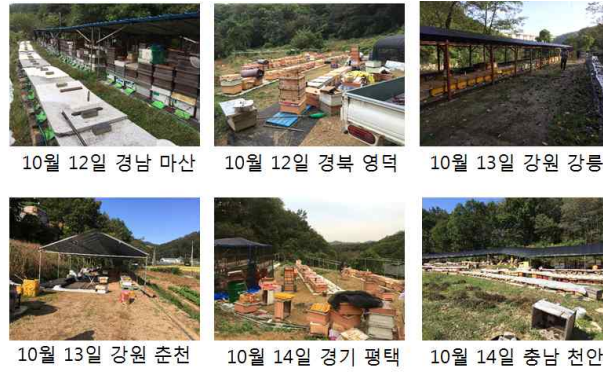 10월 12일 경남 마산
10월 12일 경북 영덕
10월 13일 강원 강릉
10월 13일 강원 춘천
10월 14일 경기 평택
10월 14일 충남 천안